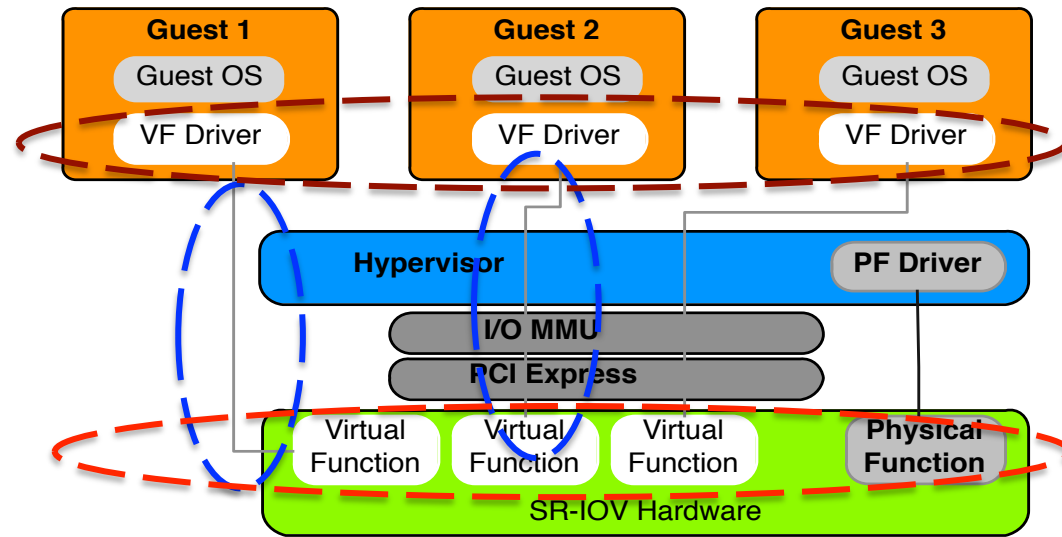 Guest 1
Guest 2
Guest 3
Guest OS
Guest OS
Guest OS
VF Driver
VF Driver
VF Driver
Hypervisor
PF Driver
I/O MMU
PCI Express
Virtual
Function
Virtual
Function
Virtual
Function
Physical
Function
SR-IOV Hardware